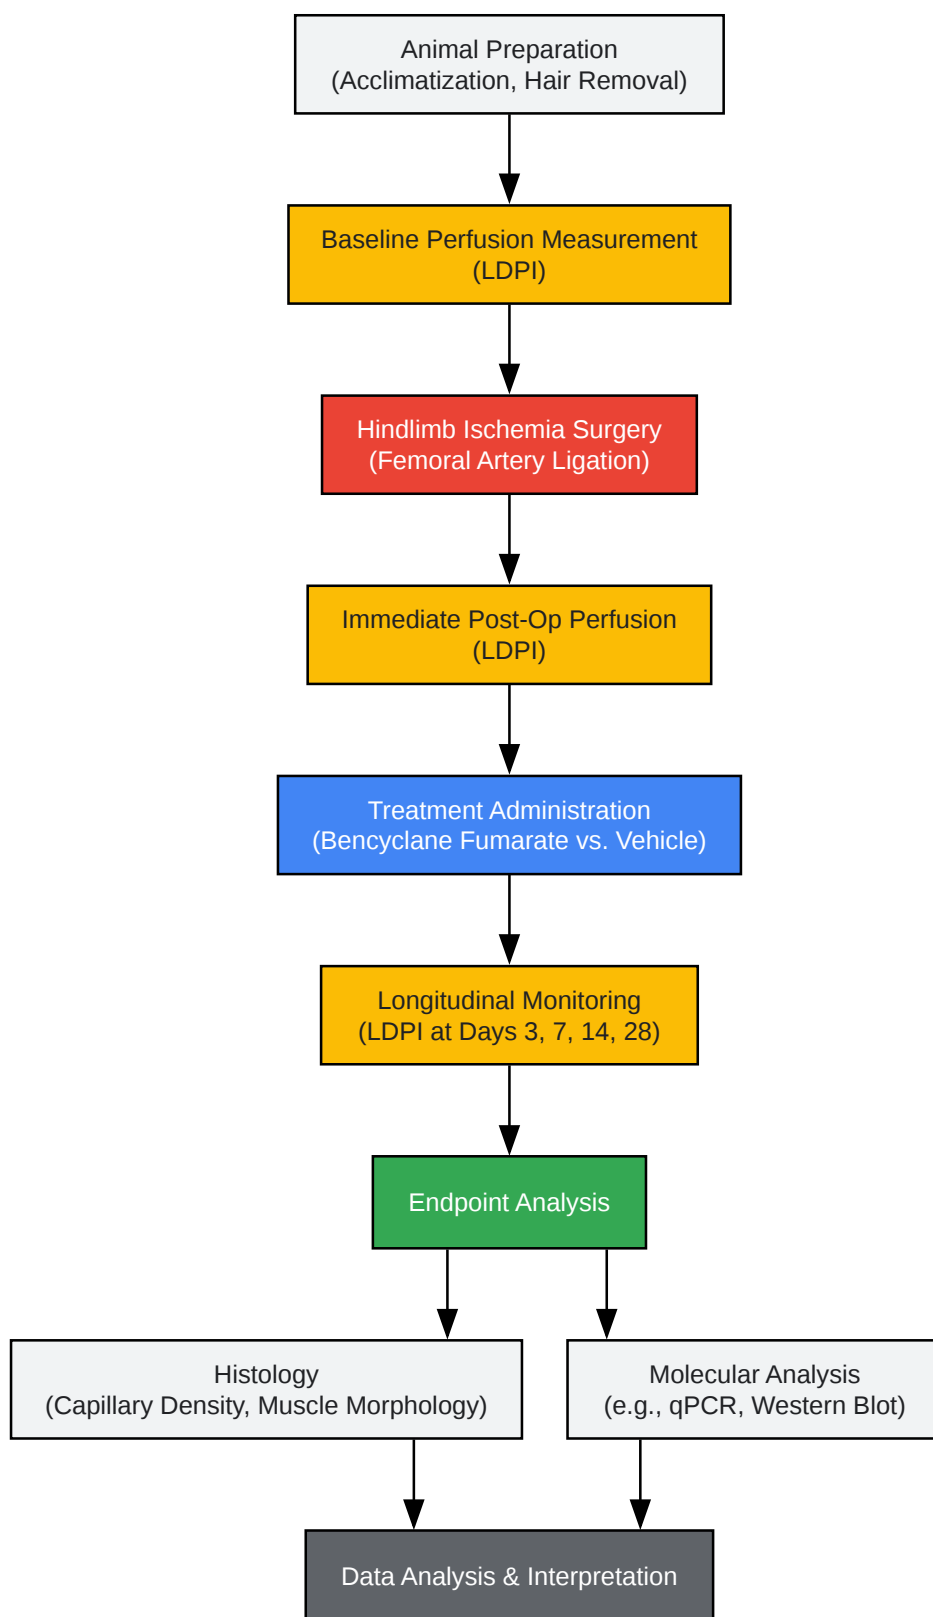 Animal Preparation
(Acclimatization, Hair Removal)
Baseline Perfusion Measurement
(LDPI)
Hindlimb Ischemia Surgery
(Femoral Artery Ligation)
Immediate Post-Op Perfusion
(LDPI)
Treatment Administration
(Bencyclane Fumarate vs. Vehicle)
Longitudinal Monitoring
(LDPI at Days 3, 7, 14, 28)
Endpoint Analysis
Histology
(Capillary Density, Muscle Morphology)
Molecular Analysis
(e.g., qPCR, Western Blot)
Data Analysis & Interpretation